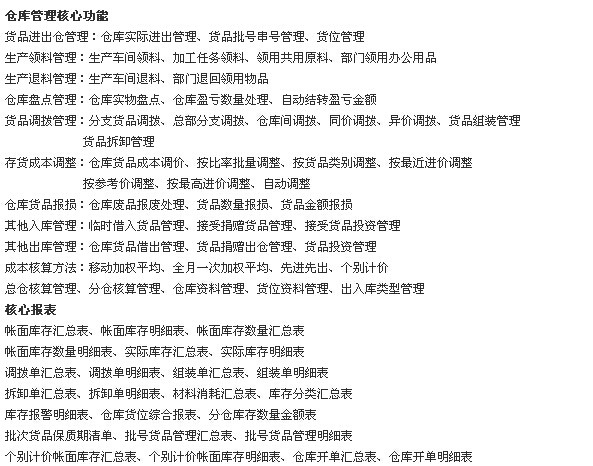 仓库管理核心功能
货品进出仓管理：仓库实际进出管理、货品批号串号管理、货位管理
生产领料管理：生产车间领料、加工任务领料、领用共用原料、部门领用办公用品
生产退料管理：生产车间退料、部门退回领用物品
仓库盘点管理：仓库实物盘点、仓库盈亏数量处理、自动结转盈亏金额
货品调拨管理：分支货品调拨、总部分支调拨、仓库间调拨、同价调拨、异价调拨、货品组装管理
货品拆卸管理
存货成本调整：仓库货品成本调价、按比率批量调整、按货品类别调整、按最近进价调整
按参考价调整、按最高进价调整、自动调整
仓库货品报损：仓库废品报废处理、货品数量报损、货品金额报损
其他入库管理：临时借入货品管理、接受捐赠货品管理、接受货品投资管理
其他出库管理：仓库货品借出管理、货品捐赠出仓管理、货品投资管理
成本核算方法：移动加权平均、全月一次加权平均、先进先出、个别计价
总仓核算管理、分仓核算管理、仓库资料管理、货位资料管理、出入库类型管理
核心报表
帐面库存汇总表、帐面库存明细表、帐面库存数量汇总表
帐面库存数量明细表、实际库存汇总表、实际库存明细表
调拨单汇总表、调拨单明细表、组装单汇总表、组装单明细表
拆卸单汇总表、拆卸单明细表、材料消耗汇总表、库存分类汇总表
库存报警明细表、仓库货位综合报表、分仓库存数量金额表
批次货品保质期清单、批号货品管理汇总表、批号货品管理明细表
个别计价帐面库存汇总表、个别计价帐面库存明细表、仓库开单汇总表、仓库开单明细表